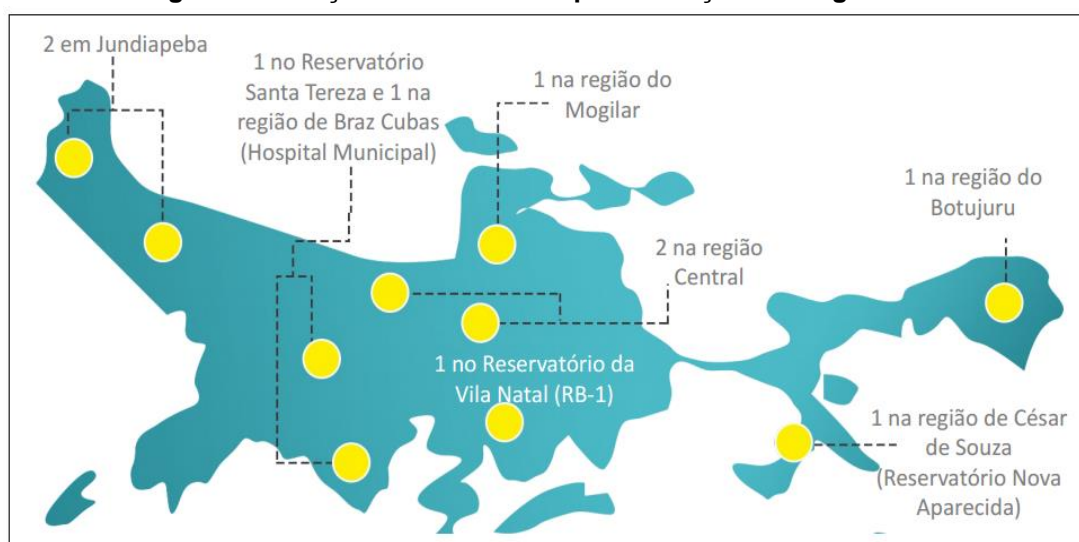 2 em Jundiapeba
1 no Reservatório
Santa Tereza e 1 na
região de Braz Cubas
(Hospital Municipal)
1 na região do
Mogilar
1 na região do
Botujuru
2 na região
Central
1 no Reservatório da
Vila Natal (RB-1)
1 na região de César
de Souza
(Reservatório Nova
Aparecida)